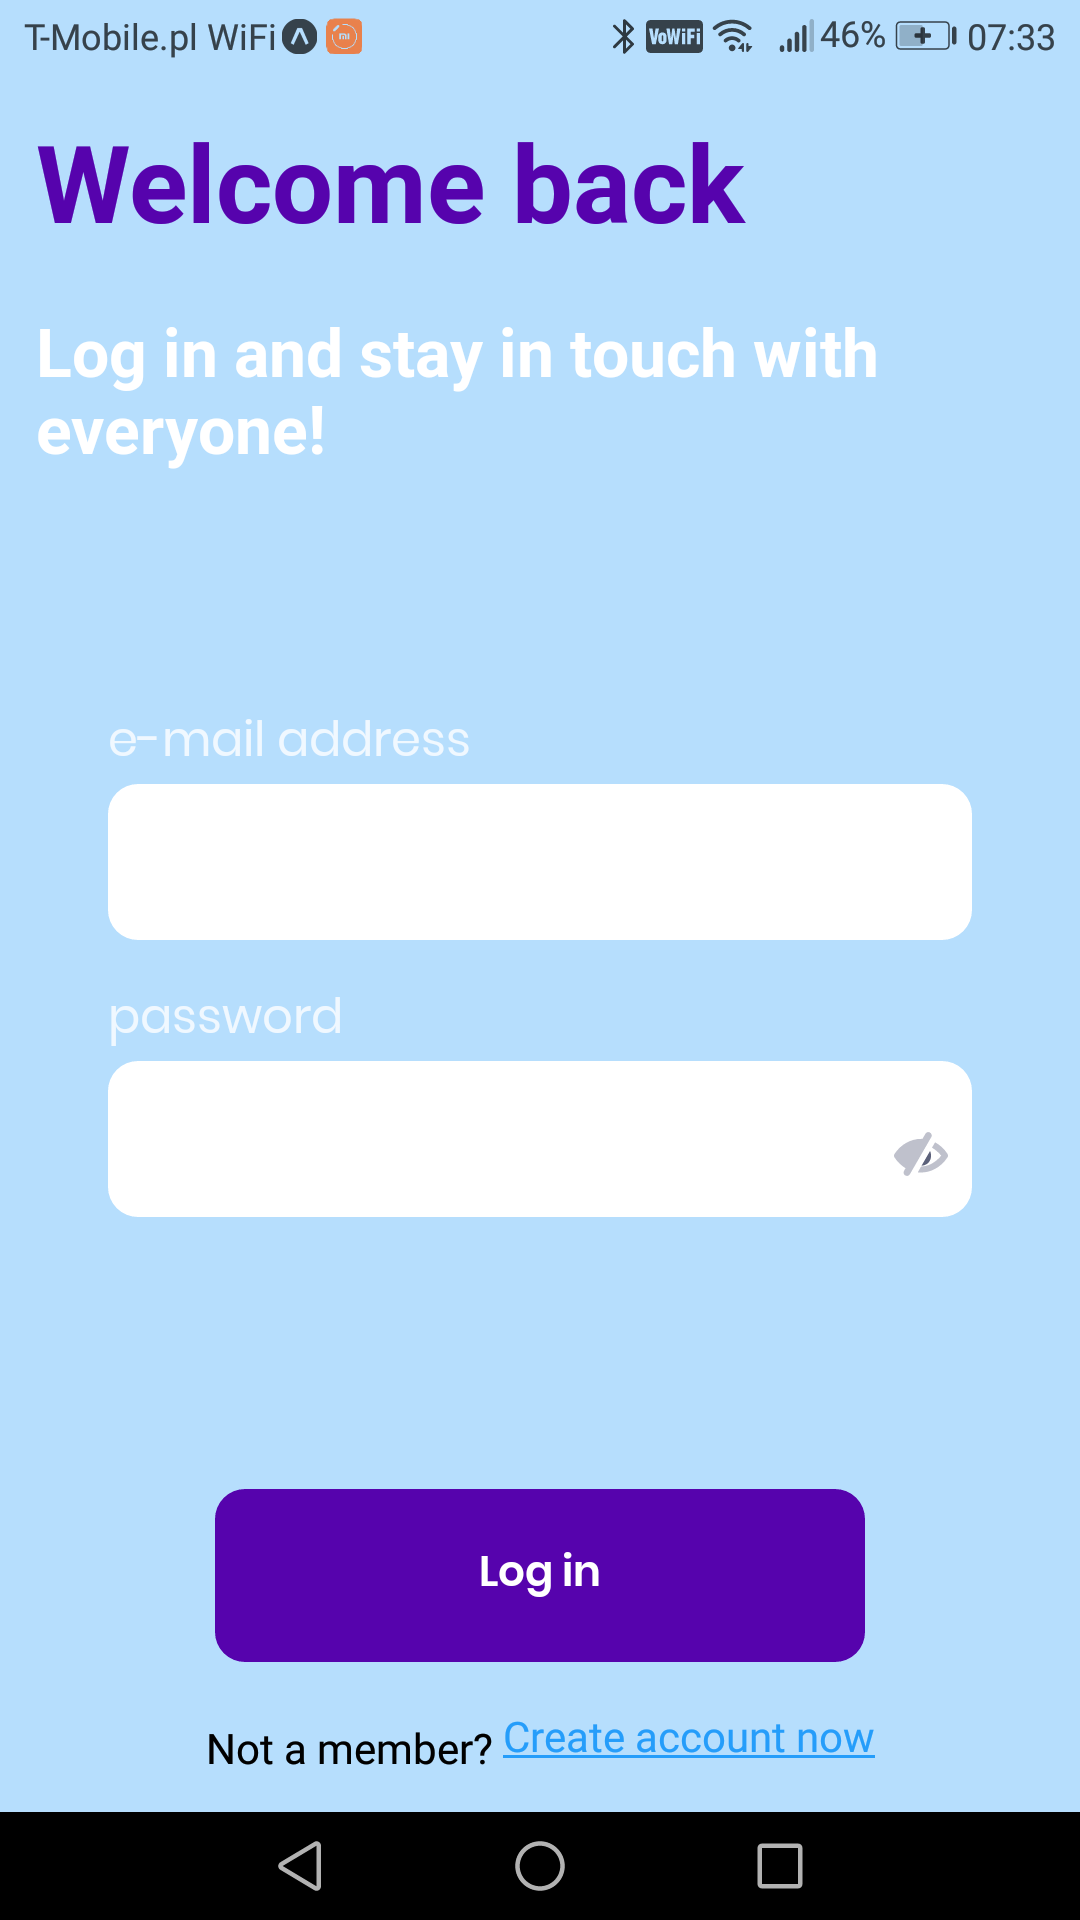 T-Mobile.pl WiFi VoWiFi 46% 07:33
Welcome back
Log in and stay in touch with
everyone!
e-mail address
password
Log in
Not a member? Create account now